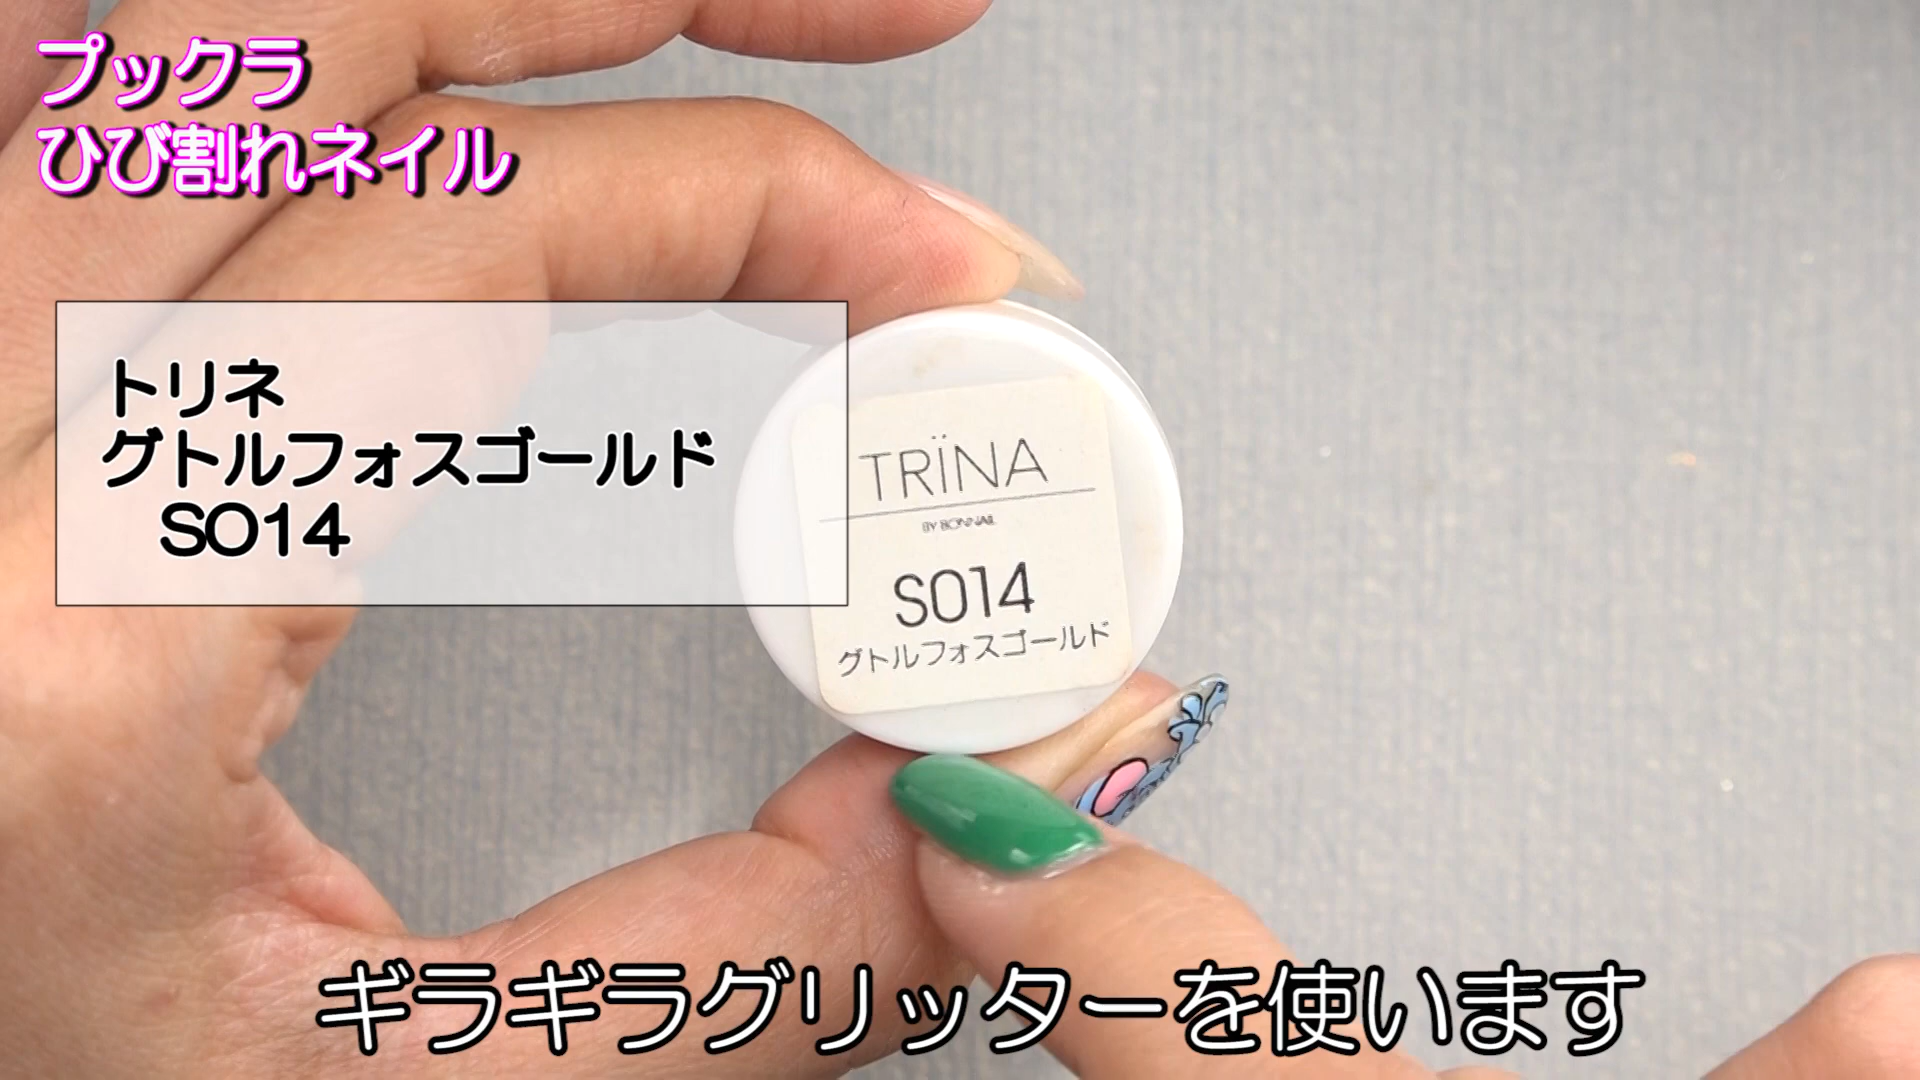 プックラ
ひび割れネイル
トリネ
グトルフォスゴールド
SO14
TRÏNA
BY BONNAIL
SO14
グトルフォスゴールド
ギラギラグリッターを使います